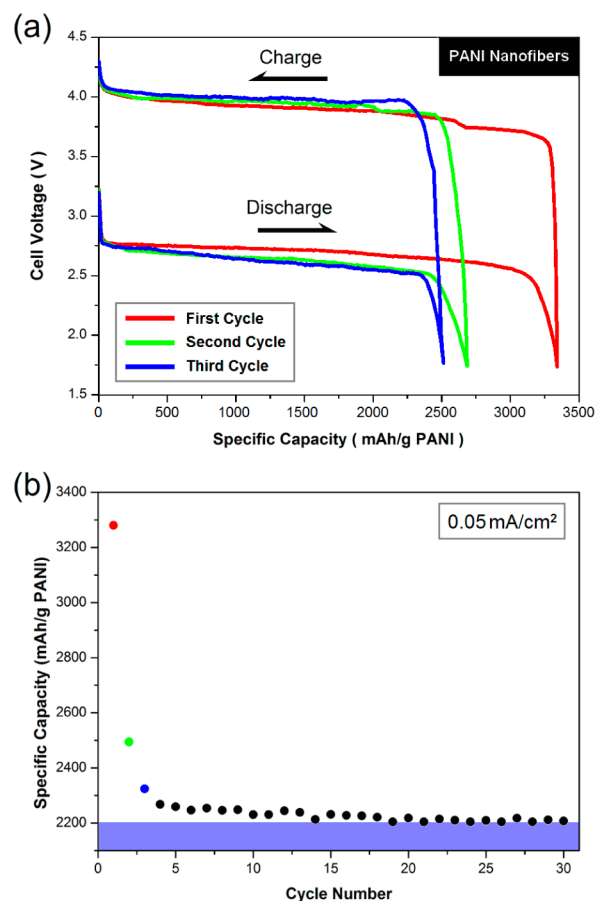 (a)
PANI Nanofibers
Charge
Discharge
First Cycle
Second Cycle
Third Cycle
Cell Voltage ( V )
4.5
4.0
3.5
3.0
2.5
2.0
1.5
0 500 1000 1500 2000 2500 3000 3500
Specific Capacity ( mAh/g PANI )
(b)
0.05 mA/cm²
Specific Capacity (mAh/g PANI)
3400
3200
3000
2800
2600
2400
2200
0 5 10 15 20 25 30
Cycle Number